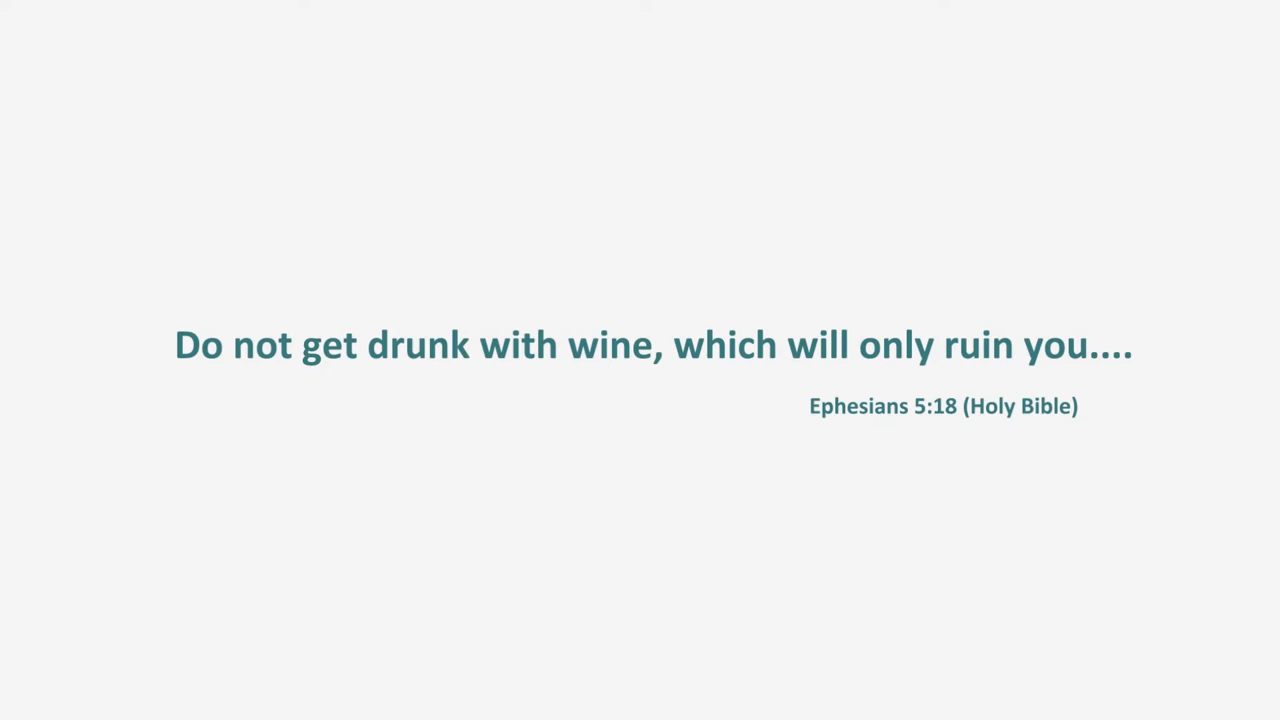 Do not get drunk with wine, which will only ruin you....
Ephesians 5:18 (Holy Bible)